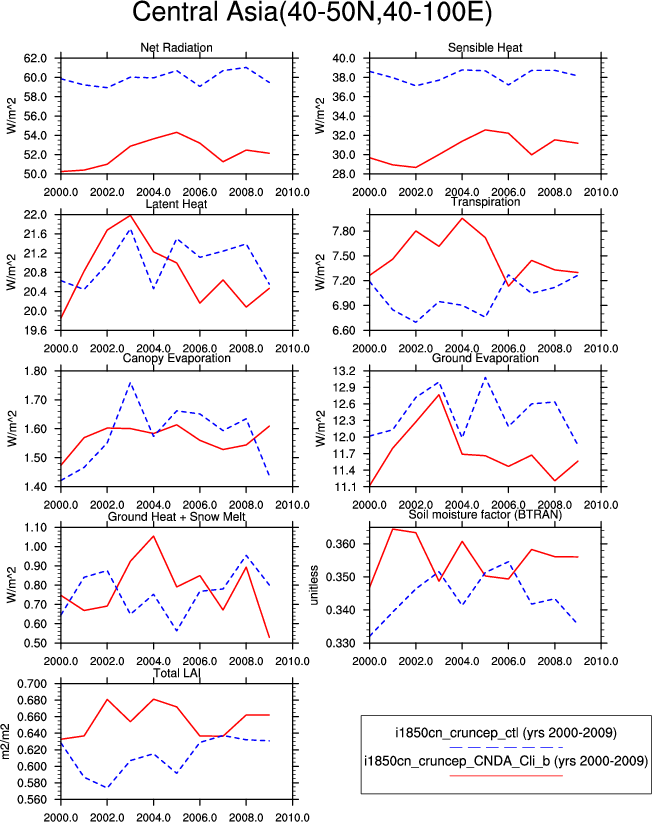 Central Asia(40-50N,40-100E)
Net Radiation
Sensible Heat
62.0
60.0
58.0
56.0
54.0
52.0
50.0
W/m^2
2000.0 2002.0 2004.0 2006.0 2008.0 2010.0
40.0
38.0
36.0
34.0
32.0
30.0
28.0
W/m^2
2000.0 2002.0 2004.0 2006.0 2008.0 2010.0
Latent Heat
Transpiration
22.0
21.6
21.2
20.8
20.4
20.0
19.6
W/m^2
2000.0 2002.0 2004.0 2006.0 2008.0 2010.0
7.80
7.50
7.20
6.90
6.60
W/m^2
2000.0 2002.0 2004.0 2006.0 2008.0 2010.0
Canopy Evaporation
Ground Evaporation
1.80
1.70
1.60
1.50
1.40
W/m^2
2000.0 2002.0 2004.0 2006.0 2008.0 2010.0
13.2
12.9
12.6
12.3
12.0
11.7
11.4
11.1
W/m^2
2000.0 2002.0 2004.0 2006.0 2008.0 2010.0
Ground Heat + Snow Melt
Soil moisture factor (BTRAN)
1.10
1.00
0.90
0.80
0.70
0.60
0.50
W/m^2
2000.0 2002.0 2004.0 2006.0 2008.0 2010.0
0.360
0.350
0.340
0.330
unitless
2000.0 2002.0 2004.0 2006.0 2008.0 2010.0
Total LAI
0.700
0.680
0.660
0.640
0.620
0.600
0.580
0.560
m2/m2
2000.0 2002.0 2004.0 2006.0 2008.0 2010.0
i1850cn_cruncep_ctl (yrs 2000-2009)
i1850cn_cruncep_CNDA_Cli_b (yrs 2000-2009)